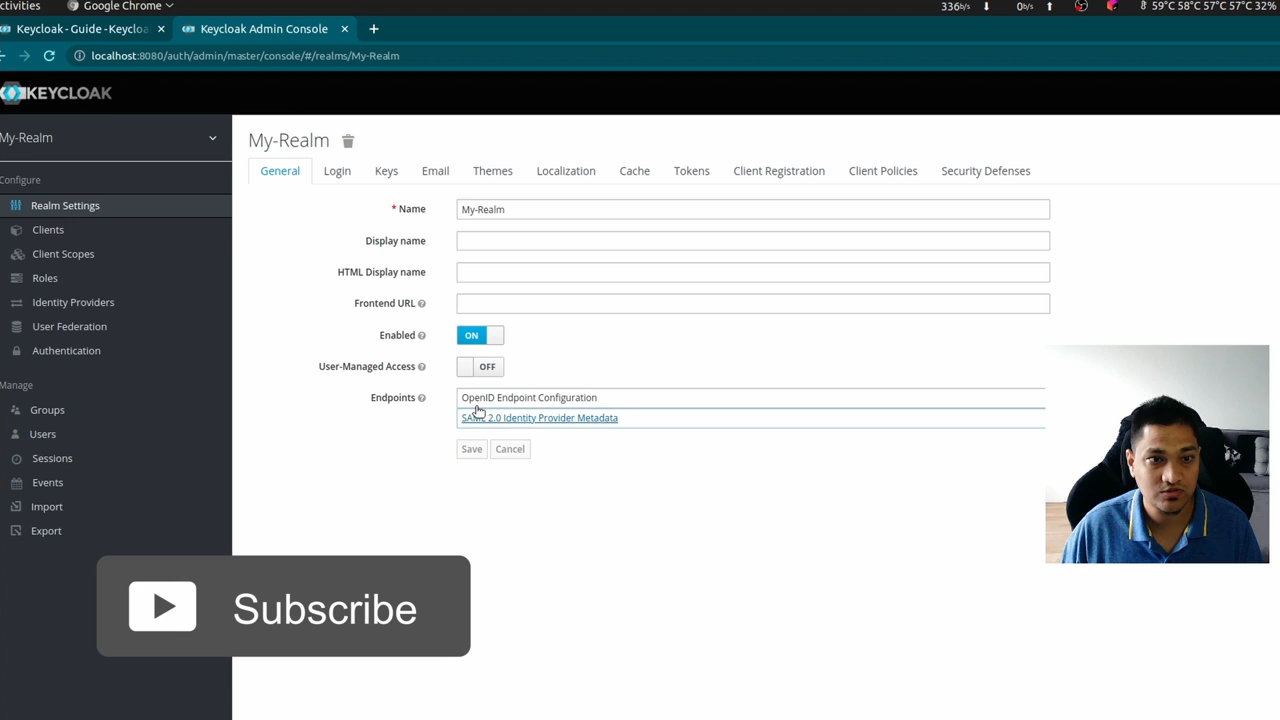 ctivities Google Chrome 336b/s 0b/s 59°C 58°C 57°C 57°C 32%
Keycloak - Guide - Keycloa Keycloak Admin Console
localhost:8080/auth/admin/master/console/#/realms/My-Realm
KEYCLOAK
My-Realm
Configure
Realm Settings
Clients
Client Scopes
Roles
Identity Providers
User Federation
Authentication
Manage
Groups
Users
Sessions
Events
Import
Export
My-Realm
General Login Keys Email Themes Localization Cache Tokens Client Registration Client Policies Security Defenses
* Name My-Realm
Display name
HTML Display name
Frontend URL
Enabled ON
User-Managed Access OFF
Endpoints OpenID Endpoint Configuration
SAML 2.0 Identity Provider Metadata
Save Cancel
Subscribe